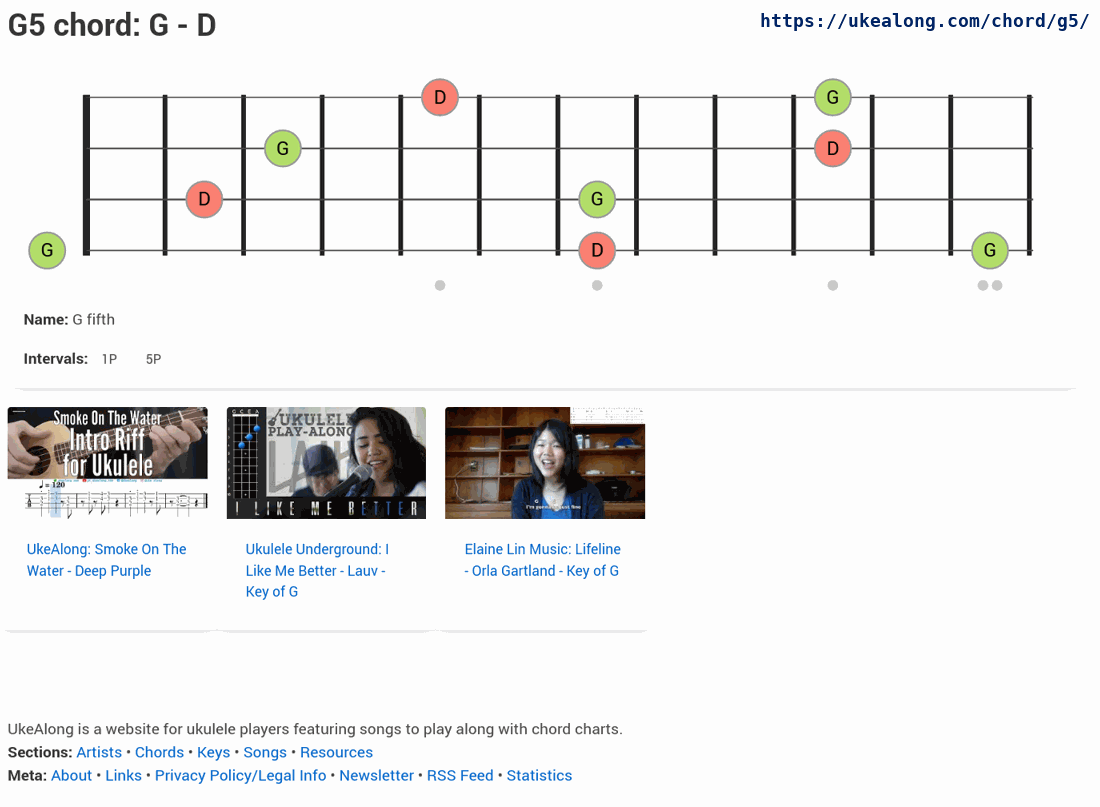 G5 chord: G - D
https://ukealong.com/chord/g5/
D G
G D
D G
G D G
Name: G fifth
Intervals: 1P 5P
Smoke On The Water
Intro Riff
for Ukulele
♩ = 120
G C E A
UKULELE
PLAY-ALONG
I LIKE ME BETTER
G
UkeAlong: Smoke On The
Water - Deep Purple
Ukulele Underground: I
Like Me Better - Lauv -
Key of G
Elaine Lin Music: Lifeline
- Orla Gartland - Key of G
UkeAlong is a website for ukulele players featuring songs to play along with chord charts.
Sections: Artists • Chords • Keys • Songs • Resources
Meta: About • Links • Privacy Policy/Legal Info • Newsletter • RSS Feed • Statistics